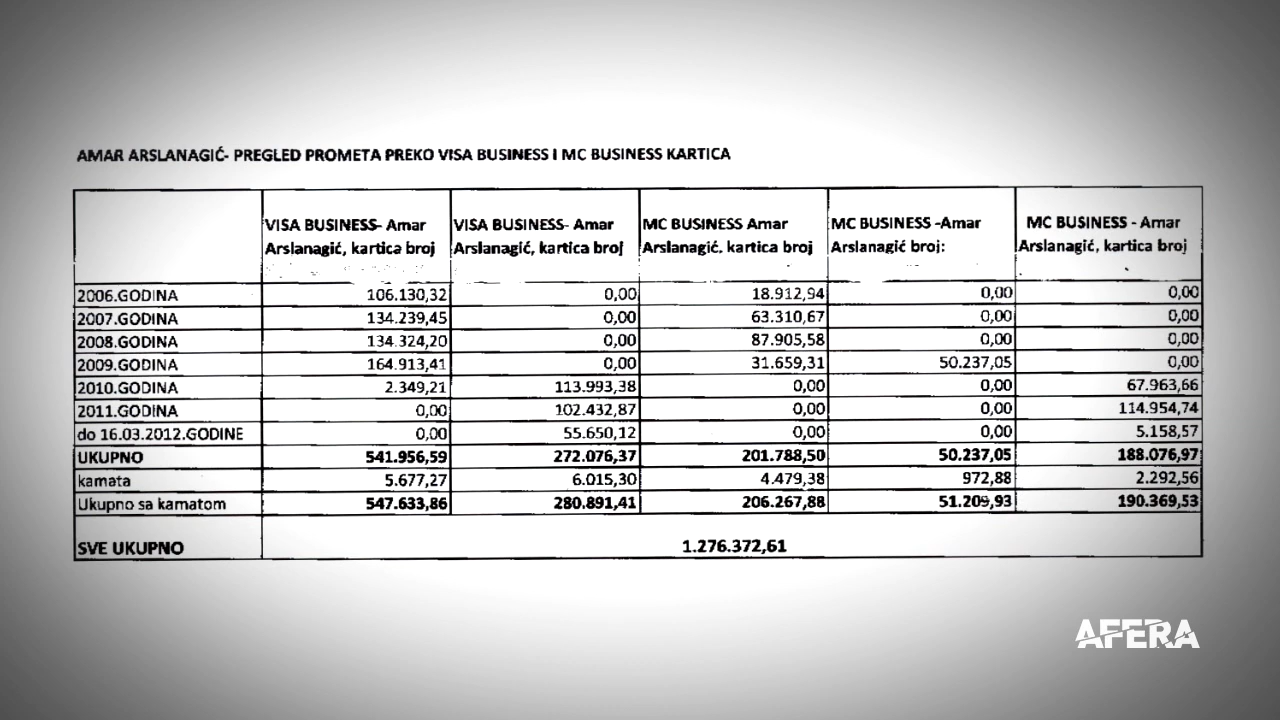 AMAR ARSLANAGIĆ- PREGLED PROMETA PREKO VISA BUSINESS I MC BUSINESS KARTICA
VISA BUSINESS- Amar Arslanagić, kartica broj VISA BUSINESS- Amar Arslanagić, kartica broj MC BUSINESS Amar Arslanagić, kartica broj MC BUSINESS -Amar Arslanagić broj: MC BUSINESS - Amar Arslanagić, kartica broj
2006.GODINA 106.130,32 0,00 18.912,94 0,00 0,00
2007.GODINA 134.239,45 0,00 63.310,67 0,00 0,00
2008.GODINA 134.324,20 0,00 87.905,58 0,00 0,00
2009.GODINA 164.913,41 0,00 31.659,31 50.237,05 0,00
2010.GODINA 2.349,21 113.993,38 0,00 0,00 67.963,66
2011.GODINA 0,00 102.432,87 0,00 0,00 114.954,74
do 16.03.2012.GODINE 0,00 55.650,12 0,00 0,00 5.158,57
UKUPNO 541.956,59 272.076,37 201.788,50 50.237,05 188.076,97
kamata 5.677,27 6.015,30 4.479,38 972,88 2.292,56
Ukupno sa kamatom 547.633,86 280.891,41 206.267,88 51.209,93 190.369,53
SVE UKUPNO 1.276.372,61
AFERA